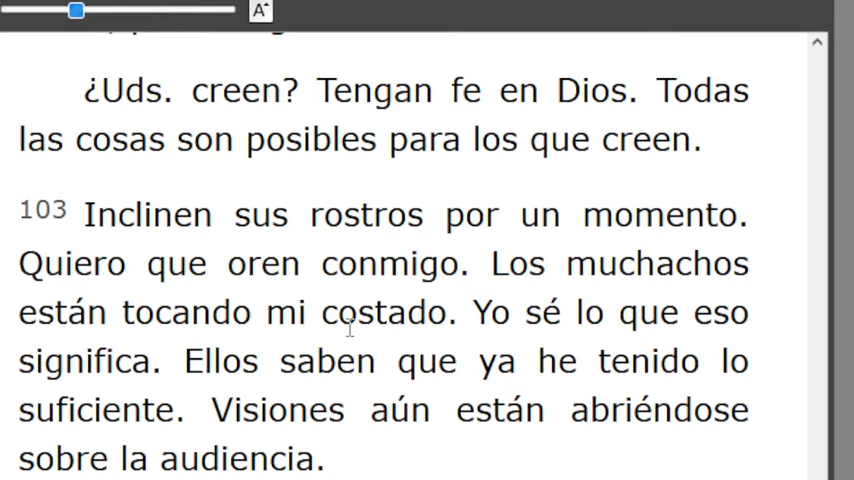 A
¿Uds. creen? Tengan fe en Dios. Todas
las cosas son posibles para los que creen.
103 Inclinen sus rostros por un momento.
Quiero que oren conmigo. Los muchachos
están tocando mi costado. Yo sé lo que eso
significa. Ellos saben que ya he tenido lo
suficiente. Visiones aún están abriéndose
sobre la audiencia.